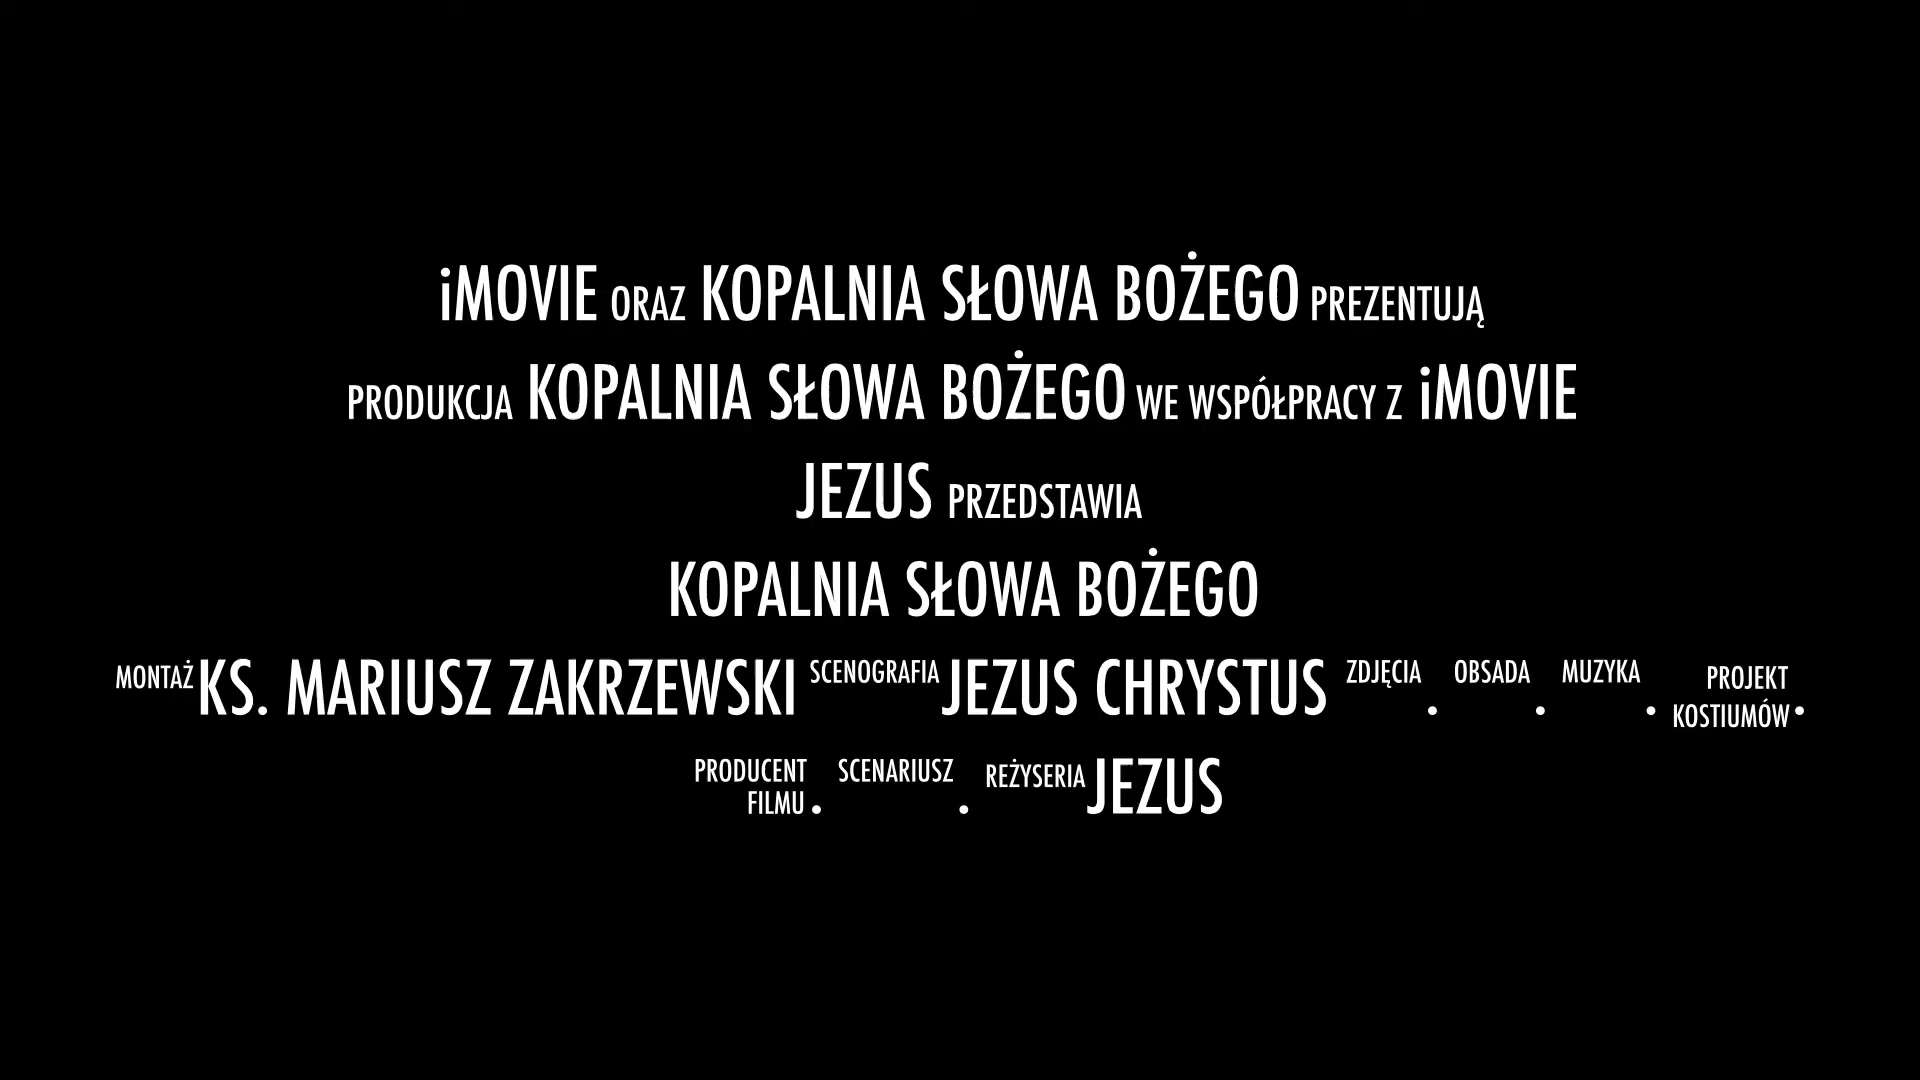 iMOVIE ORAZ KOPALNIA SŁOWA BOŻEGO PREZENTUJĄ
PRODUKCJA KOPALNIA SŁOWA BOŻEGO WE WSPÓŁPRACY Z iMOVIE
JEZUS PRZEDSTAWIA
KOPALNIA SŁOWA BOŻEGO
MONTAŻ KS. MARIUSZ ZAKRZEWSKI SCENOGRAFIA JEZUS CHRYSTUS ZDJĘCIA . OBSADA . MUZYKA . PROJEKT KOSTIUMÓW .
PRODUCENT FILMU . SCENARIUSZ . REŻYSERIA JEZUS